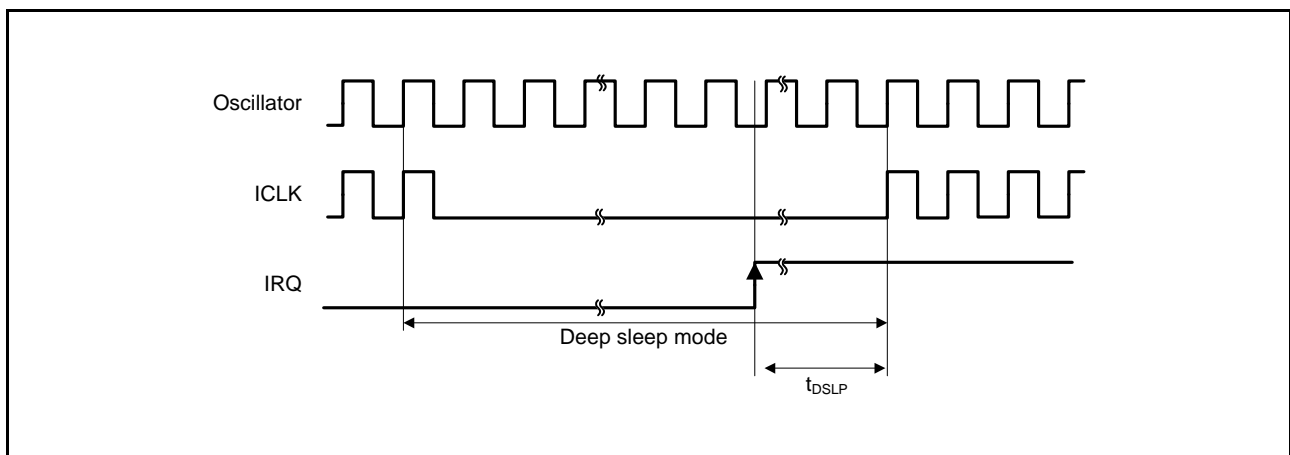 Oscillator
ICLK
IRQ
Deep sleep mode
tDSLP